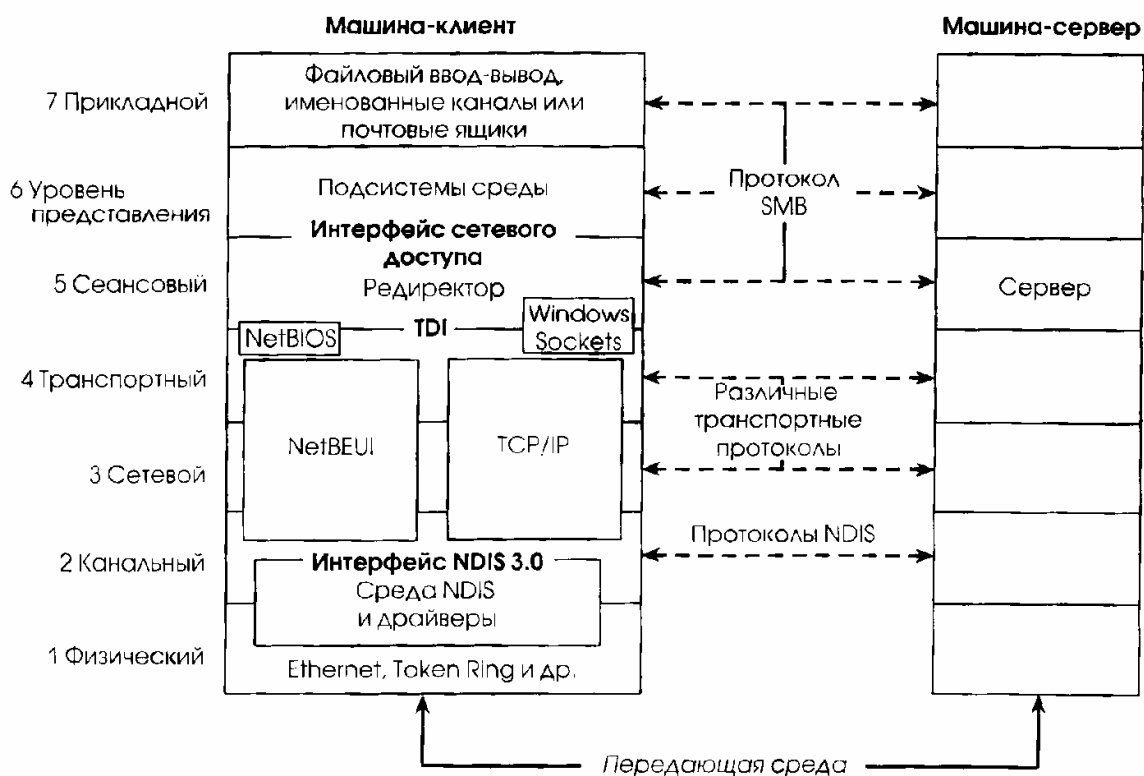 Машина-клиент
Машина-сервер
7 Прикладной
Файловый ввод-вывод,
именованные каналы или
почтовые ящики
6 Уровень
представления
Подсистемы среды
Протокол
SMB
Интерфейс сетевого
доступа
5 Сеансовый
Редиректор
Сервер
NetBIOS
TDI
Windows
Sockets
4 Транспортный
NetBEUI
TCP/IP
Различные
транспортные
протоколы
3 Сетевой
Протоколы NDIS
2 Канальный
Интерфейс NDIS 3.0
Среда NDIS
и драйверы
1 Физический
Ethernet, Token Ring и др.
Передающая среда